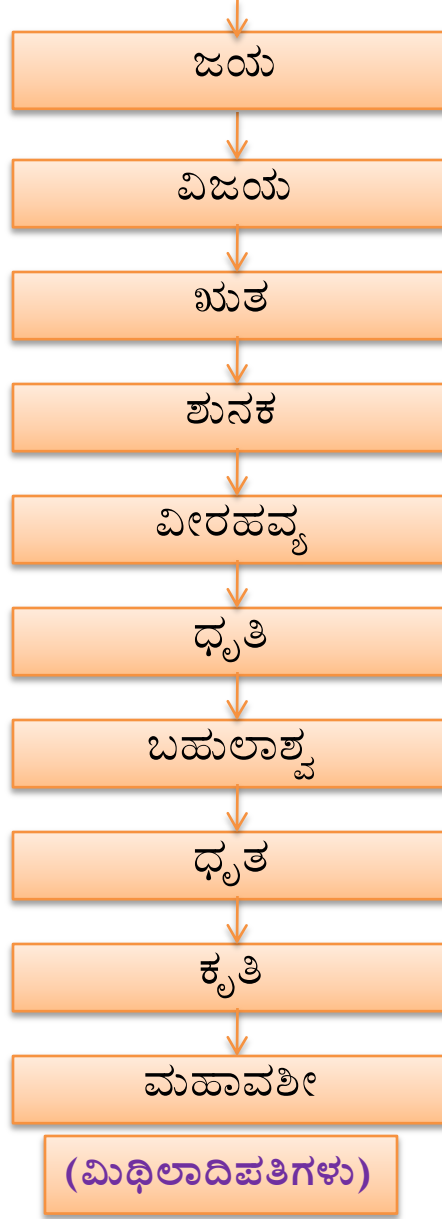 ಜಯ
ವಿಜಯ
ಋತ
ಶುನಕ
ವೀರಹವ್ಯ
ಧೃತಿ
ಬಹುಲಾಶ್ವ
ಧೃತ
ಕೃತಿ
ಮಹಾವಶೀ
(ಮಿಥಿಲಾದಿಪತಿಗಳು)